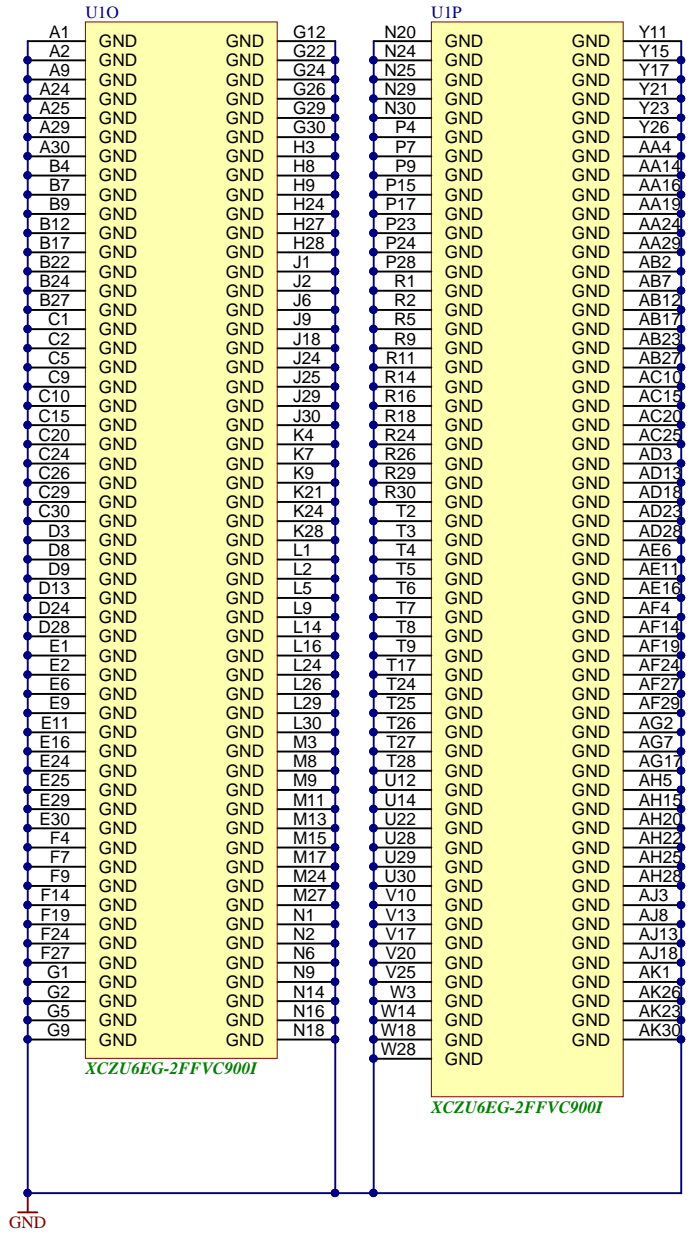 U1O
A1 GND GND G12
A2 GND GND G22
A9 GND GND G24
A24 GND GND G26
A25 GND GND G29
A29 GND GND G30
A30 GND GND H3
B4 GND GND H8
B7 GND GND H9
B9 GND GND H24
B12 GND GND H27
B17 GND GND H28
B22 GND GND J1
B24 GND GND J2
B27 GND GND J6
C1 GND GND J9
C2 GND GND J18
C5 GND GND J24
C9 GND GND J25
C10 GND GND J29
C15 GND GND J30
C20 GND GND K4
C24 GND GND K7
C26 GND GND K9
C29 GND GND K21
C30 GND GND K24
D3 GND GND K28
D8 GND GND L1
D9 GND GND L2
D13 GND GND L5
D24 GND GND L9
D28 GND GND L14
E1 GND GND L16
E2 GND GND L24
E6 GND GND L26
E9 GND GND L29
E11 GND GND L30
E16 GND GND M3
E24 GND GND M8
E25 GND GND M9
E29 GND GND M11
E30 GND GND M13
F4 GND GND M15
F7 GND GND M17
F9 GND GND M24
F14 GND GND M27
F19 GND GND N1
F24 GND GND N2
F27 GND GND N6
G1 GND GND N9
G2 GND GND N14
G5 GND GND N16
G9 GND GND N18
XCZU6EG-2FFVC900I
U1P
N20 GND GND Y11
N24 GND GND Y15
N25 GND GND Y17
N29 GND GND Y21
N30 GND GND Y23
P4 GND GND Y26
P7 GND GND AA4
P9 GND GND AA14
P15 GND GND AA16
P17 GND GND AA19
P23 GND GND AA24
P24 GND GND AA29
P28 GND GND AB2
R1 GND GND AB7
R2 GND GND AB12
R5 GND GND AB17
R9 GND GND AB23
R11 GND GND AB27
R14 GND GND AC10
R16 GND GND AC15
R18 GND GND AC20
R24 GND GND AC25
R26 GND GND AD3
R29 GND GND AD13
R30 GND GND AD18
T2 GND GND AD23
T3 GND GND AD28
T4 GND GND AE6
T5 GND GND AE11
T6 GND GND AE16
T7 GND GND AF4
T8 GND GND AF14
T9 GND GND AF19
T17 GND GND AF24
T24 GND GND AF27
T25 GND GND AF29
T26 GND GND AG2
T27 GND GND AG7
T28 GND GND AG17
U12 GND GND AH5
U14 GND GND AH15
U22 GND GND AH20
U28 GND GND AH22
U29 GND GND AH25
U30 GND GND AH28
V10 GND GND AJ3
V13 GND GND AJ8
V17 GND GND AJ13
V20 GND GND AJ18
V25 GND GND AK1
W3 GND GND AK26
W14 GND GND AK23
W18 GND GND AK30
W28 GND
XCZU6EG-2FFVC900I
GND